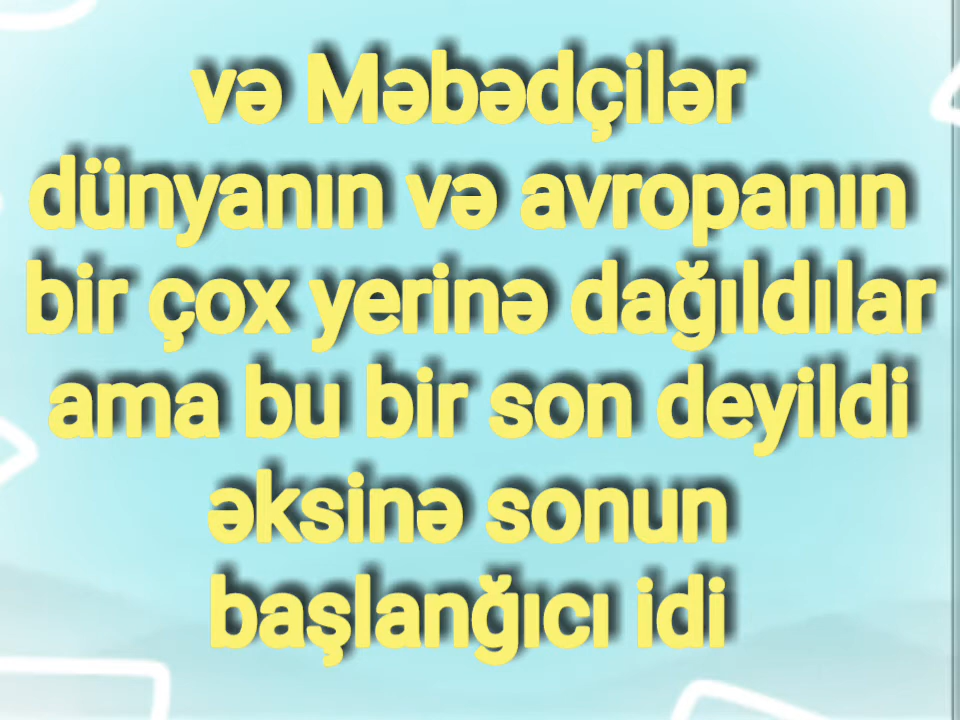 və Məbədçilər
dünyanın və avropanın
bir çox yerinə dağıldılar
ama bu bir son deyildi
əksinə sonun
başlanğıcı idi